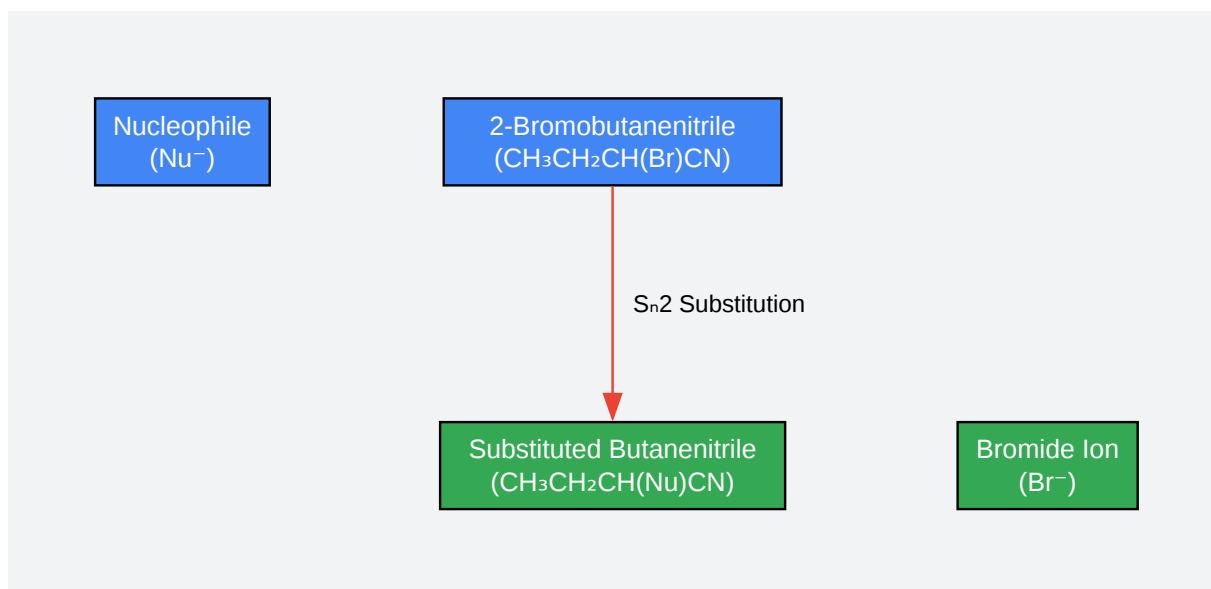 Nucleophile
(Nu⁻)
2-Bromobutanenitrile
(CH₃CH₂CH(Br)CN)
Sₙ2 Substitution
Substituted Butanenitrile
(CH₃CH₂CH(Nu)CN)
Bromide Ion
(Br⁻)